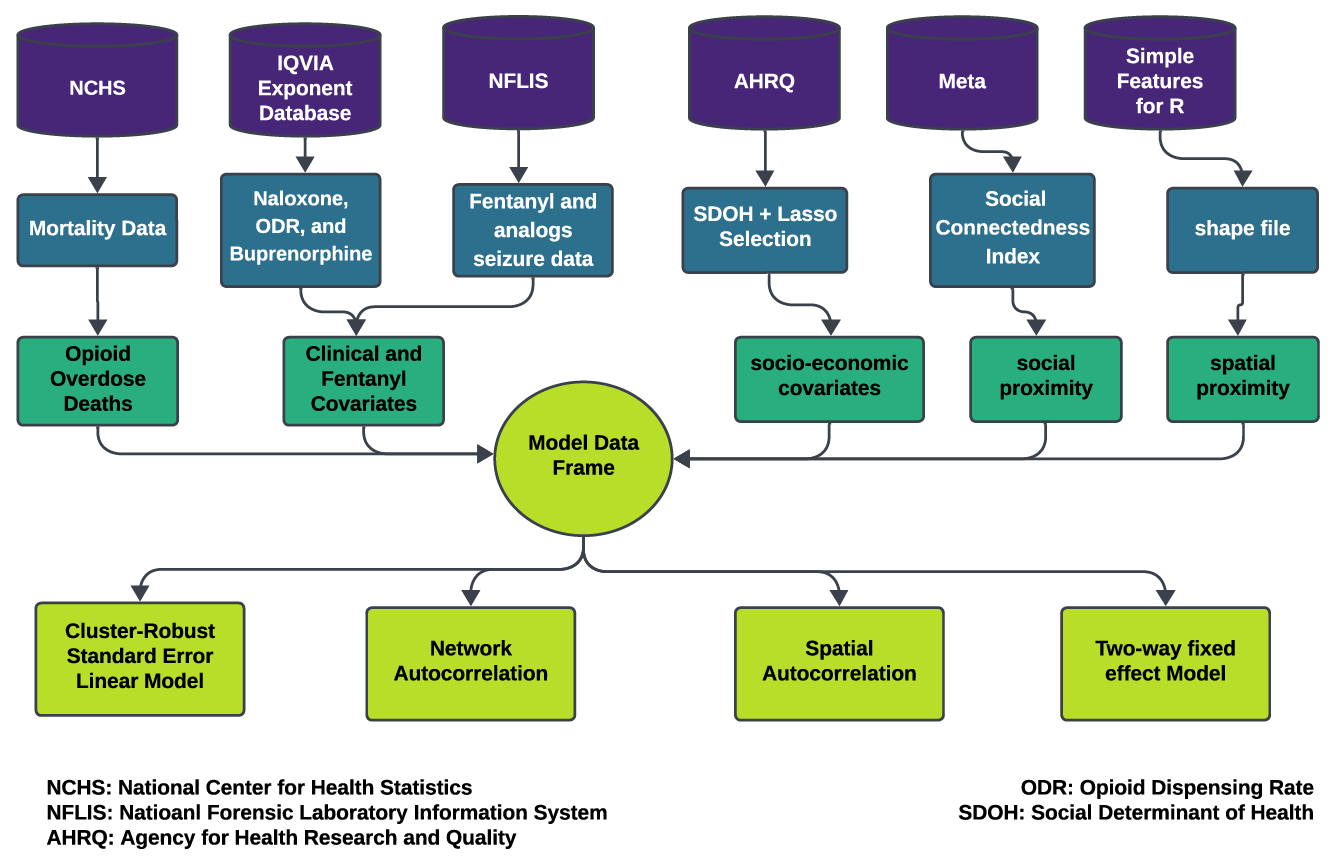 NCHS
IQVIA
Exponent
Database
NFLIS
AHRQ
Meta
Simple
Features
for R
Mortality Data
Naloxone,
ODR, and
Buprenorphine
Fentanyl and
analogs
seizure data
SDOH + Lasso
Selection
Social
Connectedness
Index
shape file
Opioid
Overdose
Deaths
Clinical and
Fentanyl
Covariates
socio-economic
covariates
social
proximity
spatial
proximity
Model Data
Frame
Cluster-Robust
Standard Error
Linear Model
Network
Autocorrelation
Spatial
Autocorrelation
Two-way fixed
effect Model
NCHS: National Center for Health Statistics
NFLIS: Natioanl Forensic Laboratory Information System
AHRQ: Agency for Health Research and Quality
ODR: Opioid Dispensing Rate
SDOH: Social Determinant of Health